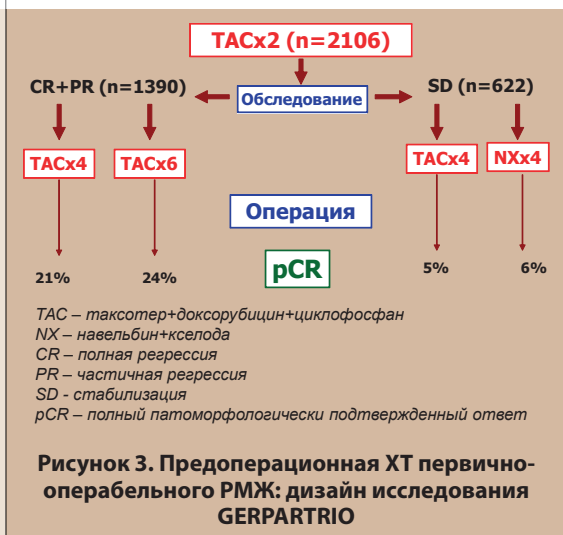 TACx2 (n=2106)
CR+PR (n=1390)
Обследование
SD (n=622)
TACx4
TACx6
TACx4
NXx4
Операция
pCR
21%
24%
5%
6%
TAC – таксотер+доксорубицин+циклофосфан
NX – навельбин+кселода
CR – полная регрессия
PR – частичная регрессия
SD - стабилизация
pCR – полный патоморфологически подтвержденный ответ
Рисунок 3. Предоперационная ХТ первично-
операбельного РМЖ: дизайн исследования
GERPARTRIO